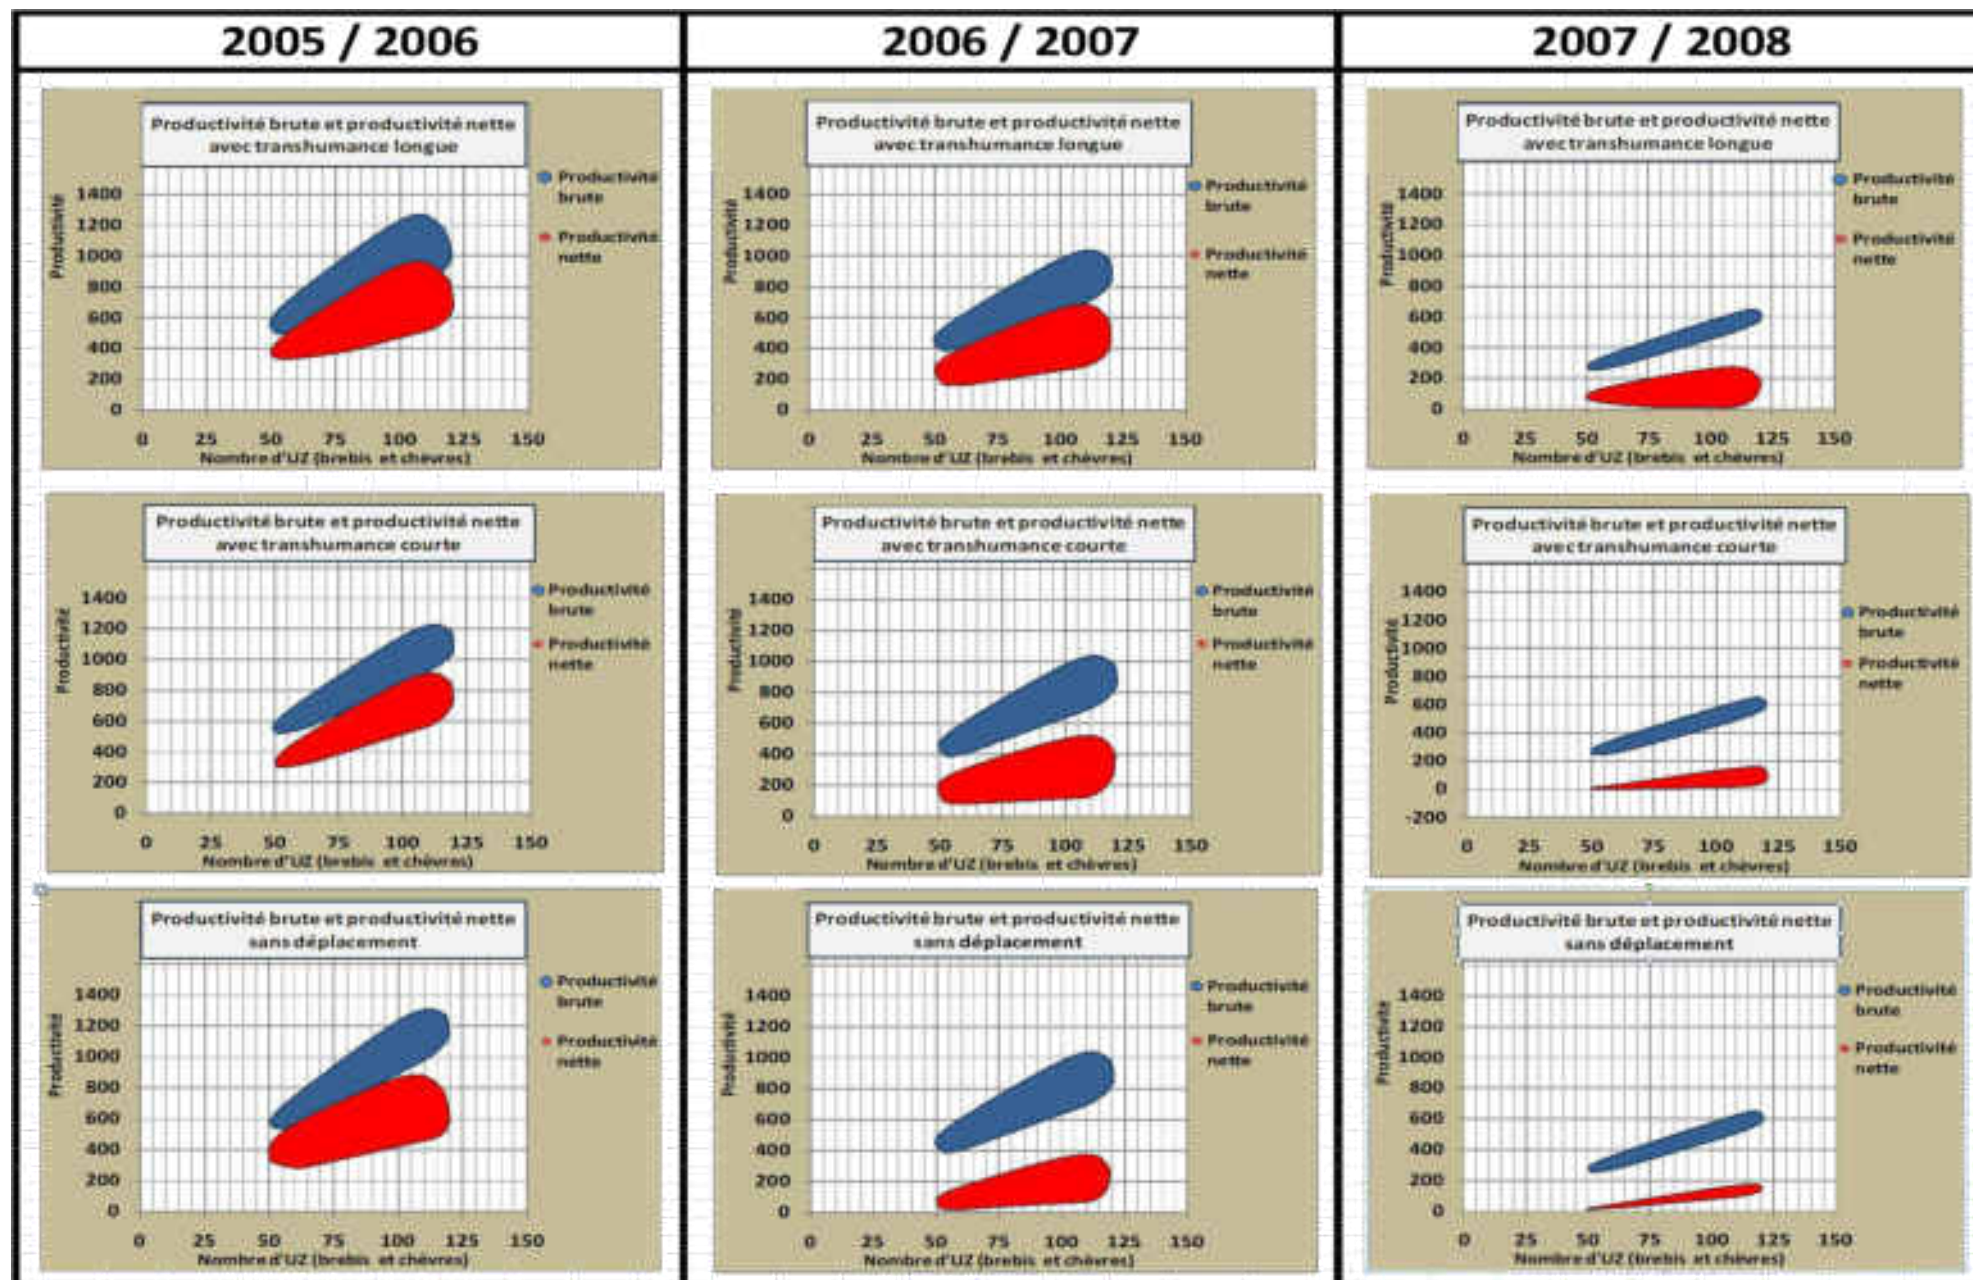 2005 / 2006
2006 / 2007
2007 / 2008
Productivité brute et productivité nette
avec transhumance longue
Productivité
1400
1200
1000
800
600
400
200
0
0 25 50 75 100 125 150
Nombre d'UZ (brebis et chèvres)
Productivité
brute
Productivité
nette
Productivité brute et productivité nette
avec transhumance longue
Productivité
1400
1200
1000
800
600
400
200
0
0 25 50 75 100 125 150
Nombre d'UZ (brebis et chèvres)
Productivité
brute
Productivité
nette
Productivité brute et productivité nette
avec transhumance longue
Productivité
1400
1200
1000
800
600
400
200
0
0 25 50 75 100 125 150
Nombre d'UZ (brebis et chèvres)
Productivité
brute
Productivité
nette
Productivité brute et productivité nette
avec transhumance courte
Productivité
1400
1200
1000
800
600
400
200
0
0 25 50 75 100 125 150
Nombre d'UZ (brebis et chèvres)
Productivité
brute
Productivité
nette
Productivité brute et productivité nette
avec transhumance courte
Productivité
1400
1200
1000
800
600
400
200
0
0 25 50 75 100 125 150
Nombre d'UZ (brebis et chèvres)
Productivité
brute
Productivité
nette
Productivité brute et productivité nette
avec transhumance courte
Productivité
1400
1200
1000
800
600
400
200
0
-200
0 25 50 75 100 125 150
Nombre d'UZ (brebis et chèvres)
Productivité
brute
Productivité
nette
Productivité brute et productivité nette
sans déplacement
Productivité
1400
1200
1000
800
600
400
200
0
0 25 50 75 100 125 150
Nombre d'UZ (brebis et chèvres)
Productivité
brute
Productivité
nette
Productivité brute et productivité nette
sans déplacement
Productivité
1400
1200
1000
800
600
400
200
0
0 25 50 75 100 125 150
Nombre d'UZ (brebis et chèvres)
Productivité
brute
Productivité
nette
Productivité brute et productivité nette
sans déplacement
Productivité
1400
1200
1000
800
600
400
200
0
0 25 50 75 100 125 150
Nombre d'UZ (brebis et chèvres)
Productivité
brute
Productivité
nette